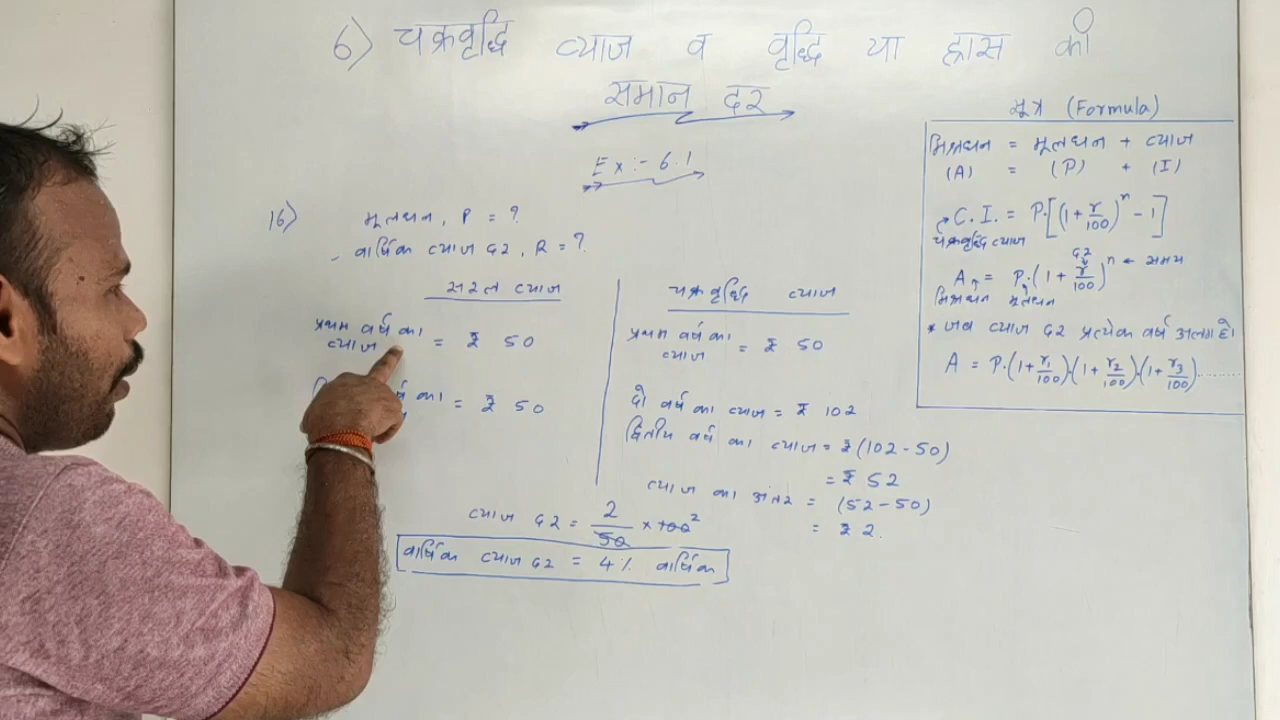 6) चक्रवृद्धि व्याज व वृद्धि या ह्रास की
समान दर
Ex:- 6.1
16) मूलधन, P = ?
वार्षिक व्याज दर, R = ?
सरल व्याज
प्रथम वर्ष का
व्याज = ₹ 50
वर्ष का = ₹ 50
चक्रवृद्धि व्याज
प्रथम वर्ष का
व्याज = ₹ 50
दो वर्ष का व्याज = ₹ 102
द्वितीय वर्ष का व्याज = ₹ (102 - 50)
= ₹ 52
व्याज का अंतर = (52 - 50)
= ₹ 2.
व्याज दर = 2/50 × 100 2
वार्षिक व्याज दर = 4% वार्षिक
सूत्र (Formula)
मिश्रधन = मूलधन + व्याज
(A) = (P) + (I)
C.I. = P.[(1 + r/100)^n - 1]
चक्रवृद्धि व्याज
दर
A = P.(1 + r/100)^n ← समय
मिश्रधन मूलधन
* जब व्याज दर प्रत्येक वर्ष अलग हो
A = P.(1 + r₁/100).(1 + r₂/100).(1 + r₃/100)..........